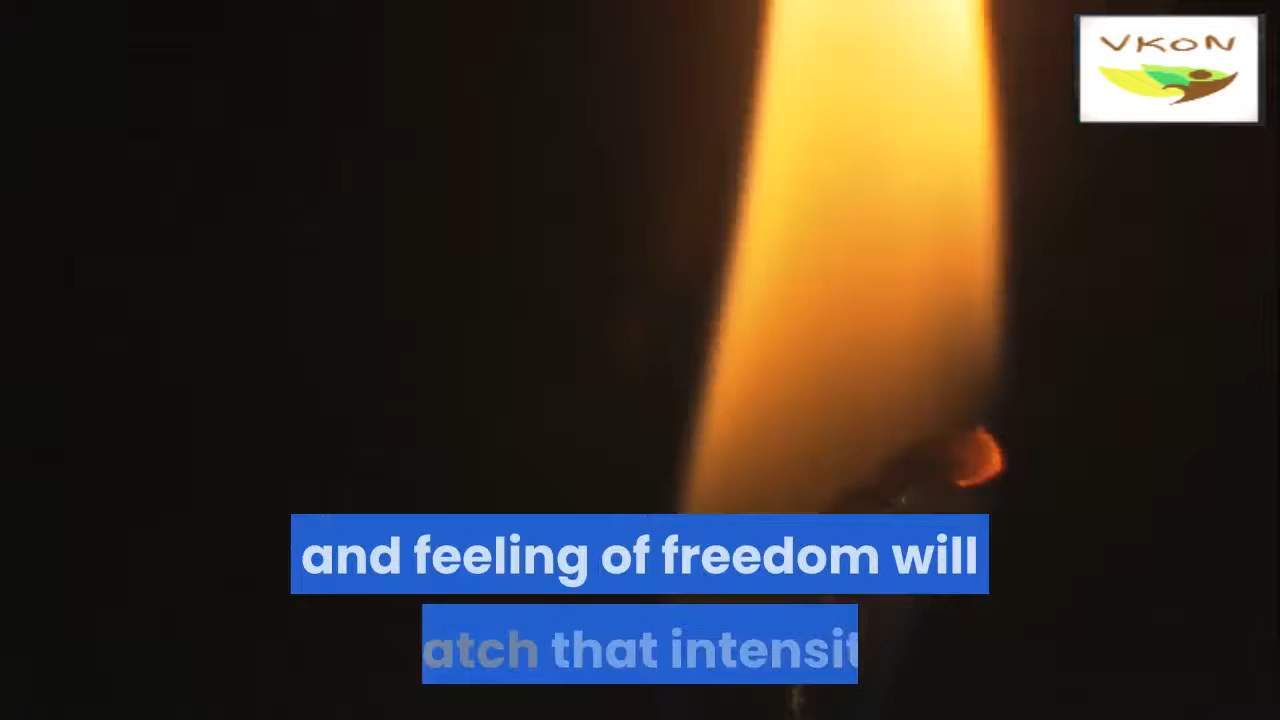 VKON
and feeling of freedom will
atch that intensit